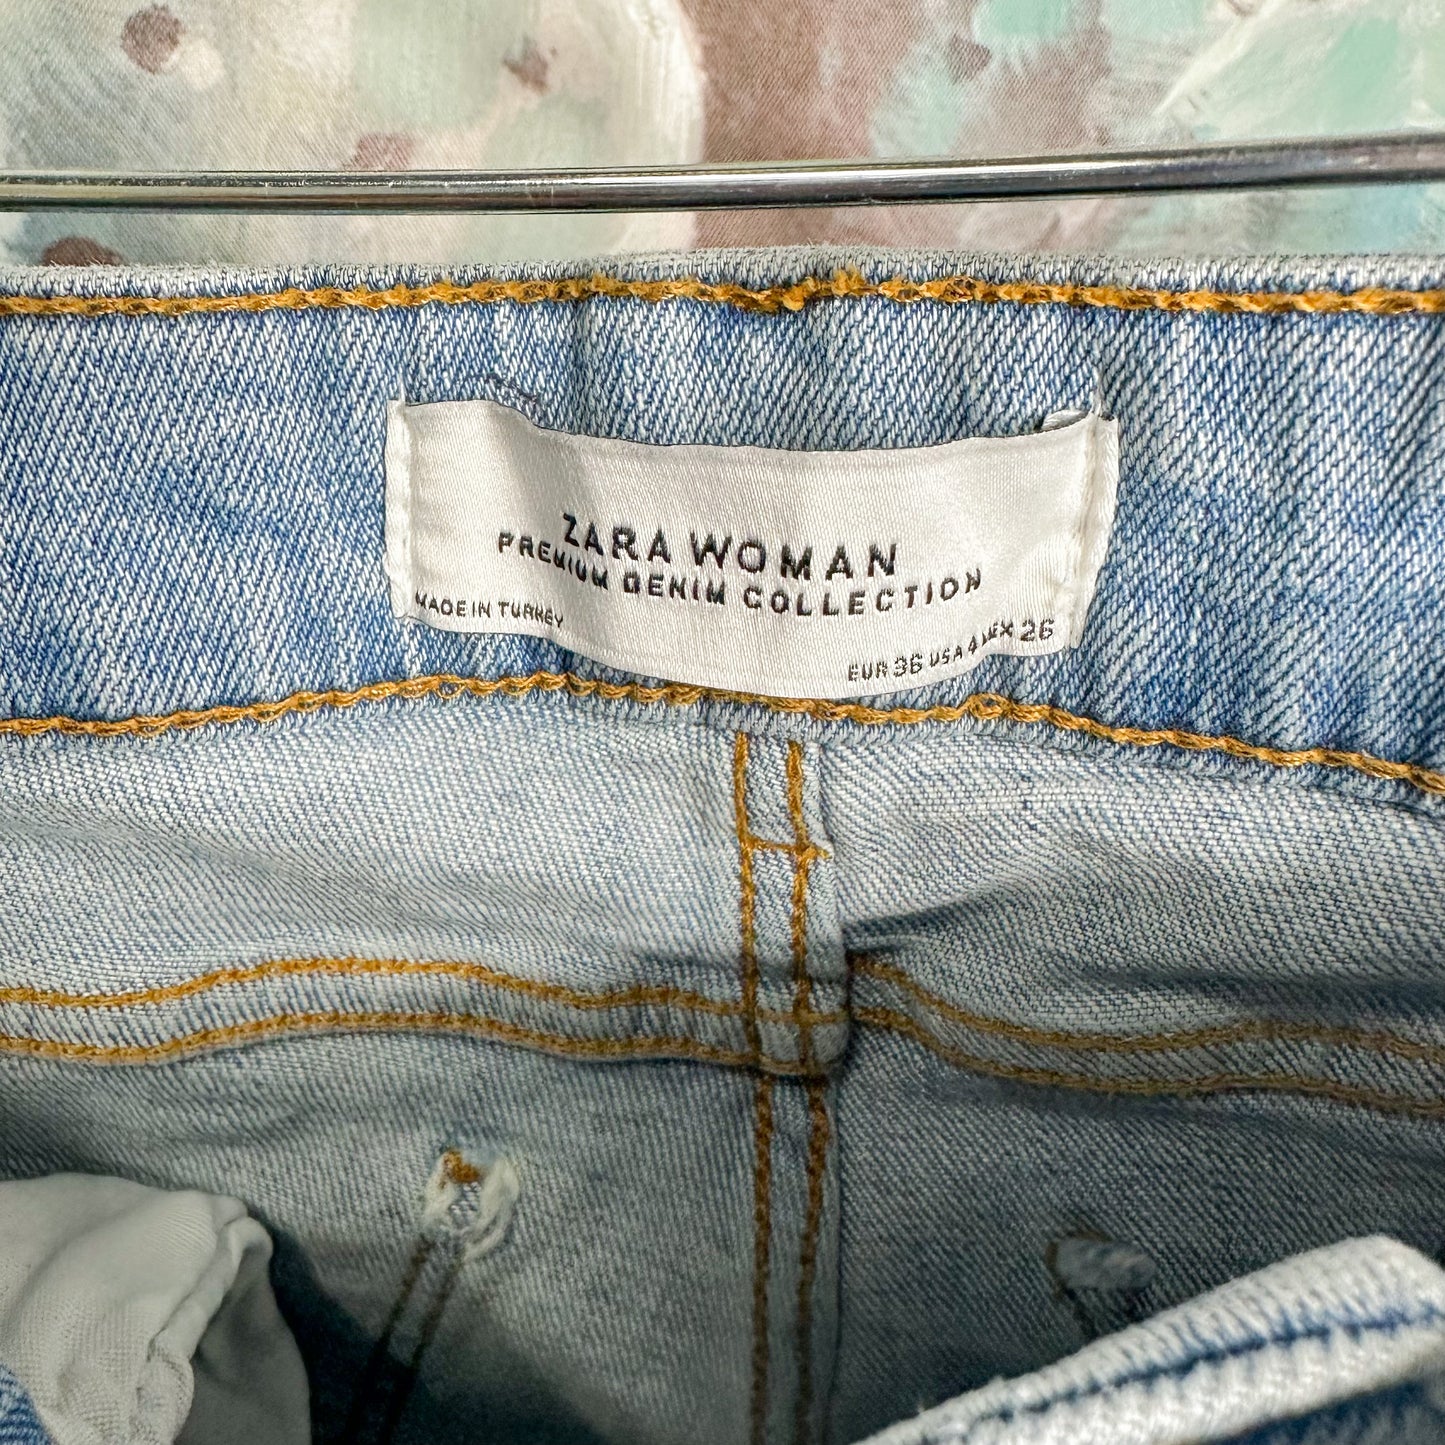 ZARA WOMAN
PREMIUM DENIM COLLECTION
MADE IN TURKEY
EUR 36 USA 4 MEX 26